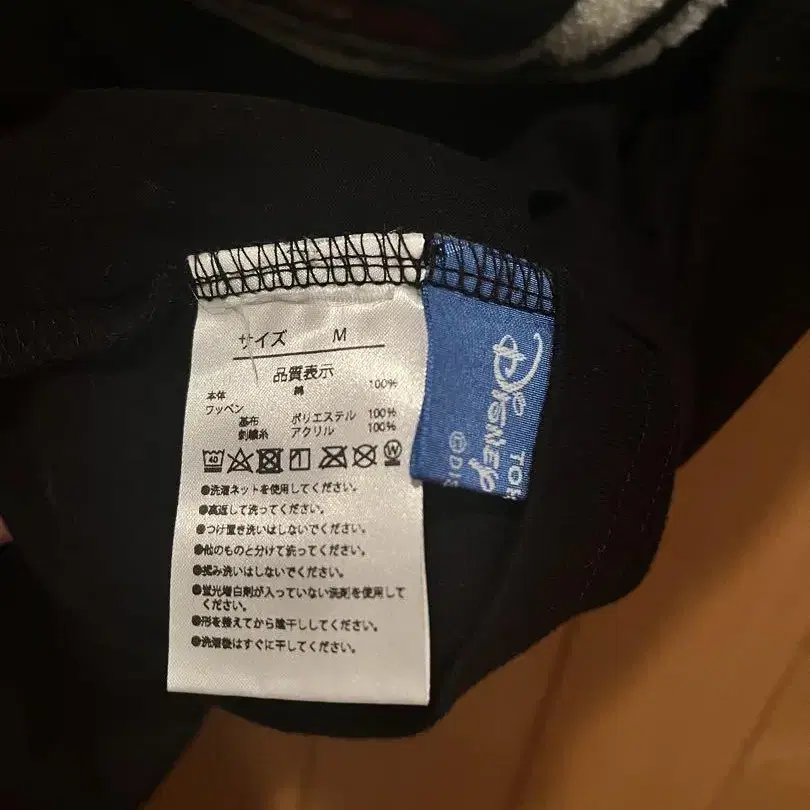 サイズ M
品質表示
本体 綿 100%
ワッペン
基布 ポリエステル 100%
刺繍糸 アクリル 100%
40 W
●洗濯ネットを使用してください。
●裏返して洗ってください。
●つけ置き洗いはしないでください。
●他のものと分けて洗ってください。
●揉み洗いはしないでください。
●蛍光増白剤が入っていない洗剤を使用して
ください。
●形を整えてから陰干ししてください。
●洗濯後はすぐに干してください。
Disney